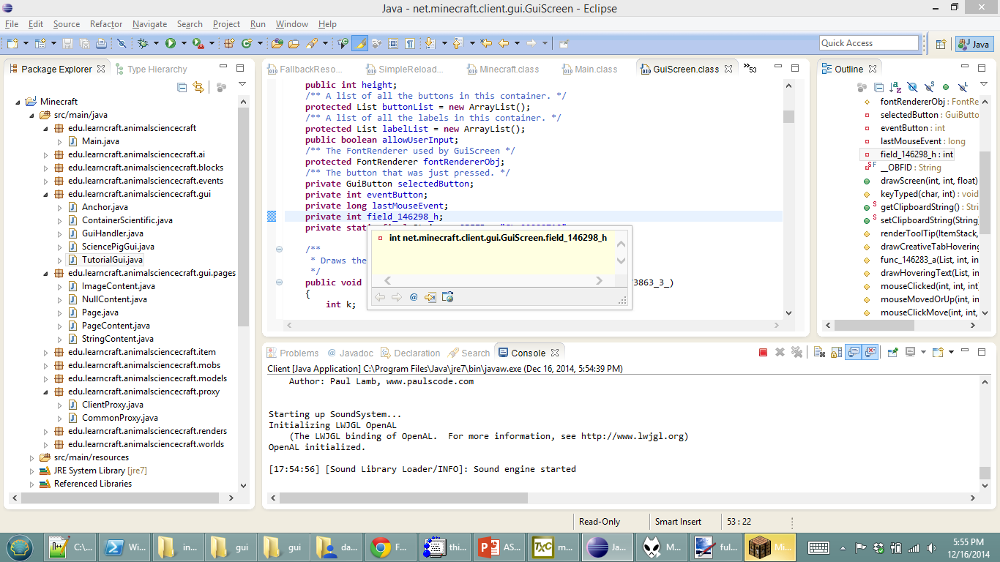 Java - net.minecraft.client.gui.GuiScreen - Eclipse
File Edit Source Refactor Navigate Search Project Run Window Help
Quick Access
Java
Package Explorer
Type Hierarchy
Minecraft
src/main/java
edu.learncraft.animalsciencecraft
Main.java
edu.learncraft.animalsciencecraft.ai
edu.learncraft.animalsciencecraft.blocks
edu.learncraft.animalsciencecraft.events
edu.learncraft.animalsciencecraft.gui
Anchor.java
ContainerScientific.java
GuiHandler.java
SciencePigGui.java
TutorialGui.java
edu.learncraft.animalsciencecraft.gui.pages
ImageContent.java
NullContent.java
Page.java
PageContent.java
StringContent.java
edu.learncraft.animalsciencecraft.item
edu.learncraft.animalsciencecraft.mobs
edu.learncraft.animalsciencecraft.models
edu.learncraft.animalsciencecraft.proxy
ClientProxy.java
CommonProxy.java
edu.learncraft.animalsciencecraft.renders
edu.learncraft.animalsciencecraft.worlds
src/main/resources
JRE System Library [jre7]
Referenced Libraries
FallbackReso... SimpleReload... Minecraft.class Main.class GuiScreen.class »53
public int height;
/** A list of all the buttons in this container. */
protected List buttonList = new ArrayList();
/** A list of all the labels in this container. */
protected List labelList = new ArrayList();
public boolean allowUserInput;
/** The FontRenderer used by GuiScreen */
protected FontRenderer fontRendererObj;
/** The button that was just pressed. */
private GuiButton selectedButton;
private int eventButton;
private long lastMouseEvent;
private int field_146298_h;
private stat
int net.minecraft.client.gui.GuiScreen.field_146298_h
/**
* Draws the
*/
public void 3863_3_)
{
int k;
Outline
fontRendererObj : FontRe
selectedButton : GuiButto
eventButton : int
lastMouseEvent : long
field_146298_h : int
__OBFID : String
drawScreen(int, int, float)
keyTyped(char, int) : void
getClipboardString() : Strin
setClipboardString(String)
renderToolTip(ItemStack,
drawCreativeTabHovering
func_146283_a(List, int, in
drawHoveringText(List, in
mouseClicked(int, int, int)
mouseMovedOrUp(int, in
mouseClickMove(int, int,
Problems @ Javadoc Declaration Search Console
Client [Java Application] C:\Program Files\Java\jre7\bin\javaw.exe (Dec 16, 2014, 5:54:39 PM)
Author: Paul Lamb, www.paulscode.com
Starting up SoundSystem...
Initializing LWJGL OpenAL
(The LWJGL binding of OpenAL. For more information, see http://www.lwjgl.org)
OpenAL initialized.
[17:54:56] [Sound Library Loader/INFO]: Sound engine started
Read-Only Smart Insert 53 : 22
C:\... Wi... in... gui gui da... F... thi... AS... m... Ja... M... ful... Mi...
5:55 PM
12/16/2014